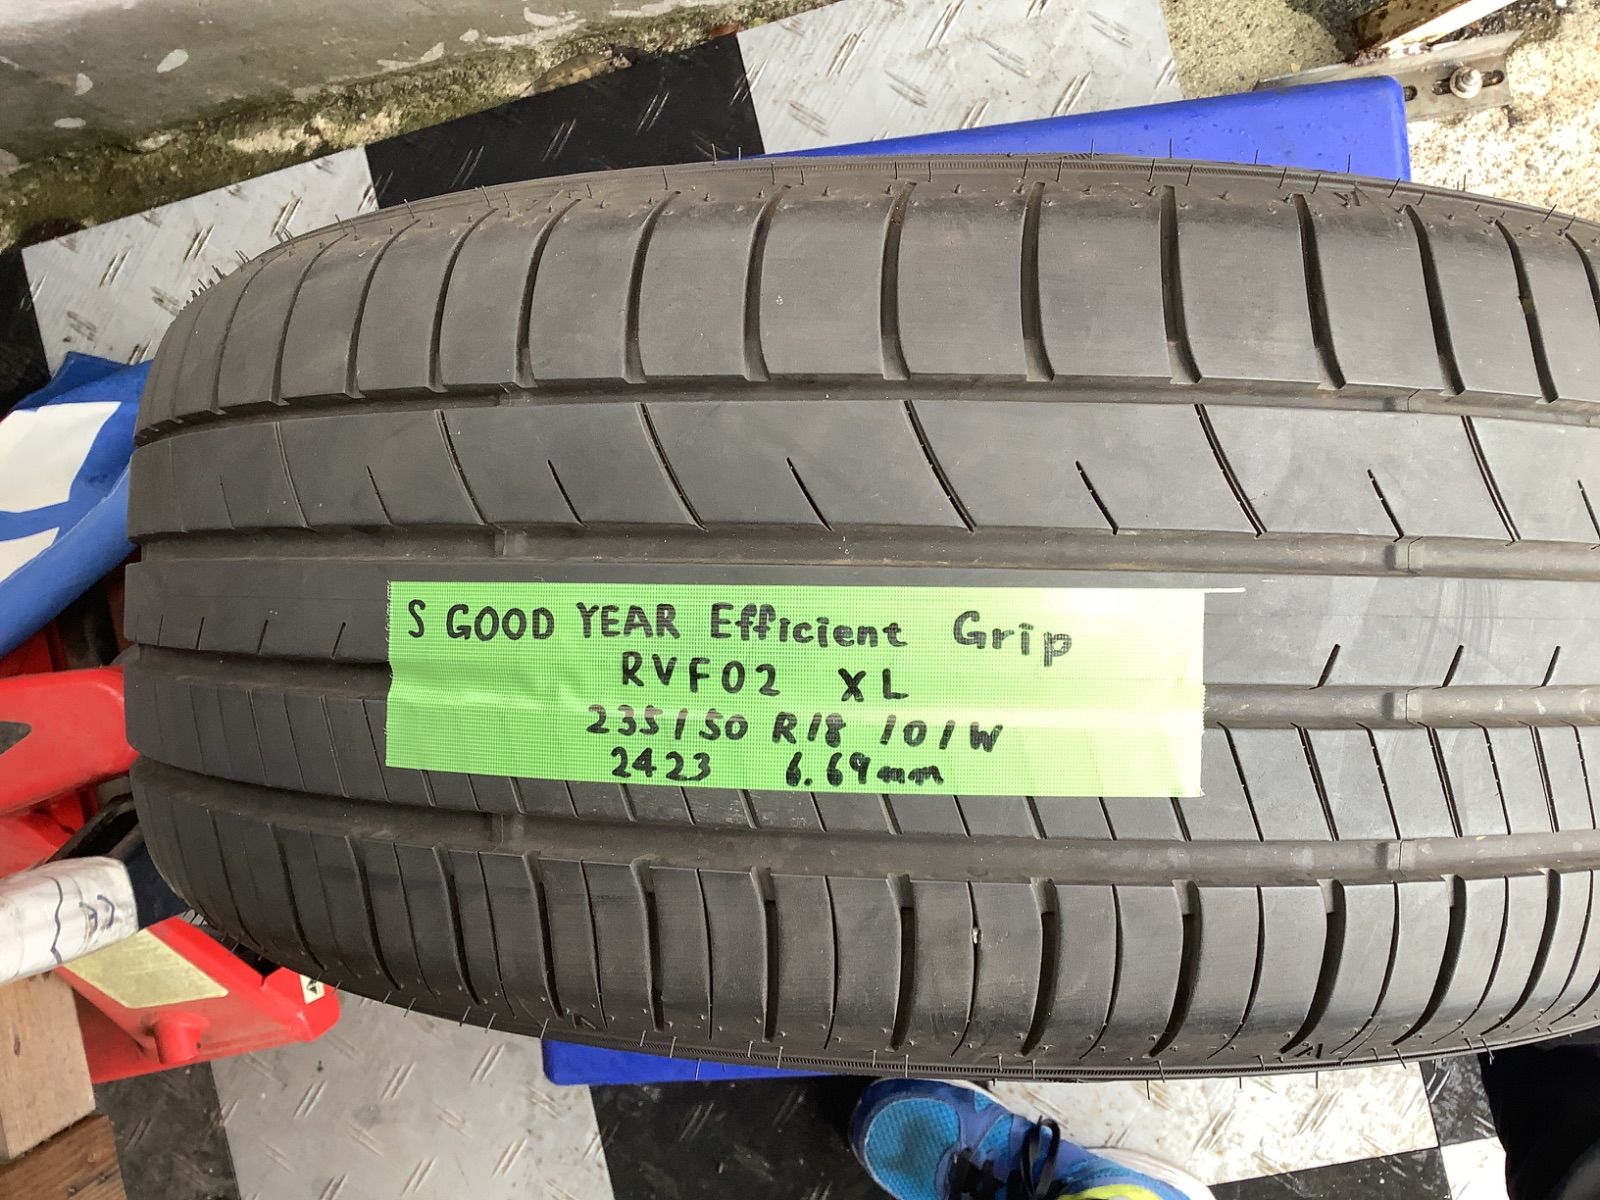 S GOOD YEAR Efficient Grip
RVF02 XL
235/50 R18 101W
2423 6.69mm